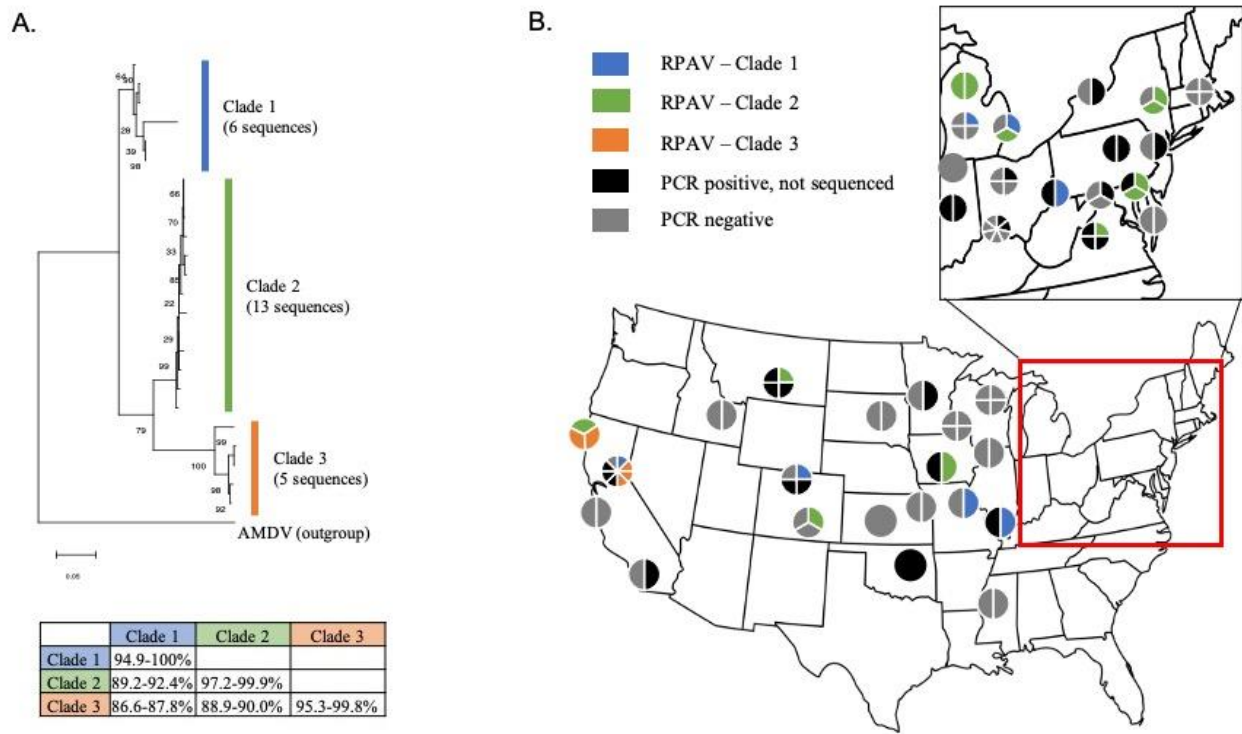 A.
64
90
28
39
98
Clade 1
(6 sequences)
66
70
33
85
22
29
99
Clade 2
(13 sequences)
79
99
100
98
92
Clade 3
(5 sequences)
AMDV (outgroup)
0.05
Clade 1 Clade 2 Clade 3
Clade 1 94.9-100%
Clade 2 89.2-92.4% 97.2-99.9%
Clade 3 86.6-87.8% 88.9-90.0% 95.3-99.8%
B.
RPAV – Clade 1
RPAV – Clade 2
RPAV – Clade 3
PCR positive, not sequenced
PCR negative